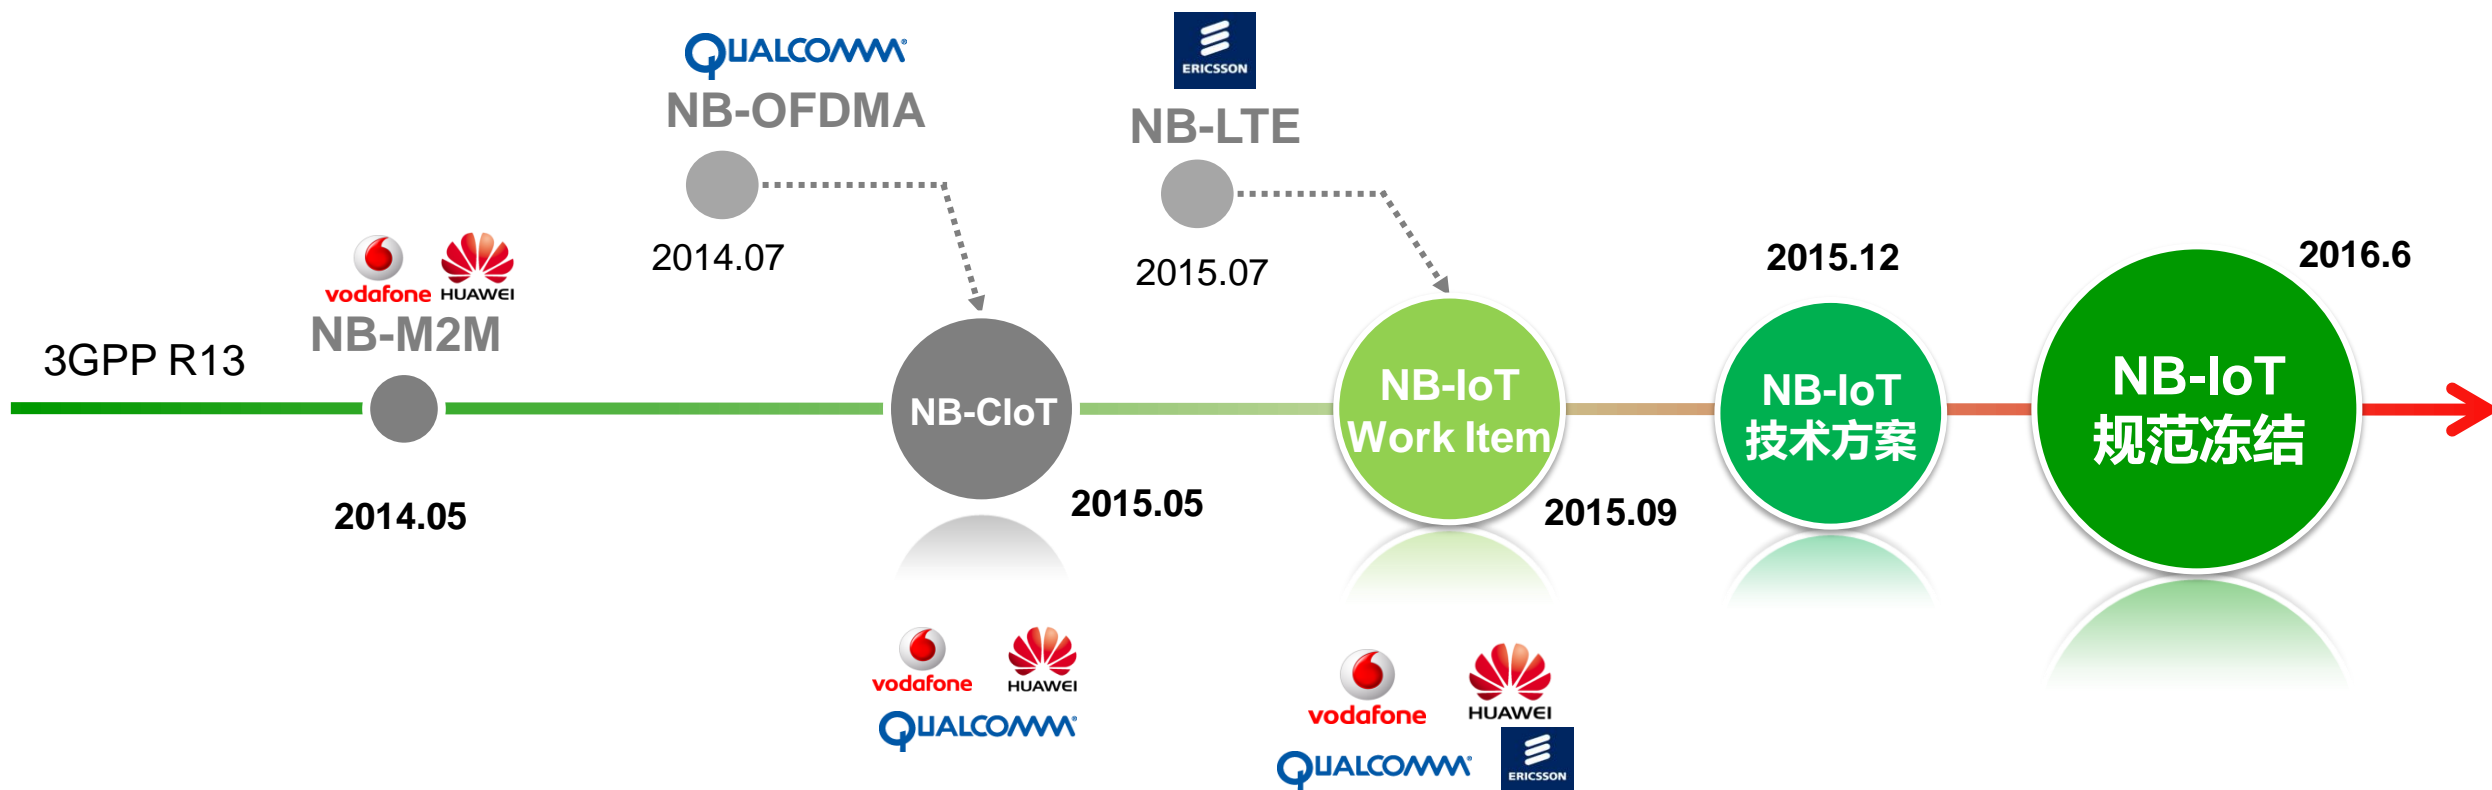 QUALCOMM
NB-OFDMA
2014.07
ERICSSON
NB-LTE
2015.07
3GPP R13
vodafone
HUAWEI
NB-M2M
2014.05
NB-CIoT
2015.05
vodafone
HUAWEI
QUALCOMM
NB-IoT
Work Item
2015.09
vodafone
HUAWEI
QUALCOMM
ERICSSON
2015.12
NB-IoT
技术方案
2016.6
NB-IoT
规范冻结